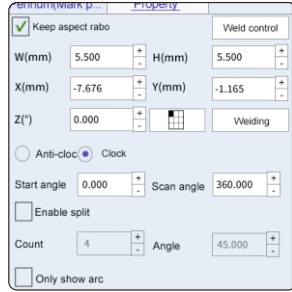 Property
Keep aspect rabo Weld control
W(mm) 5.500 + - H(mm) 5.500 + -
X(mm) -7.676 + - Y(mm) -1.165 + -
Z(°) 0.000 + - Weiding
Anti-cloc Clock
Start angle 0.000 + - Scan angle 360.000 + -
Enable split
Count 4 + - Angle 45.000 + -
Only show arc